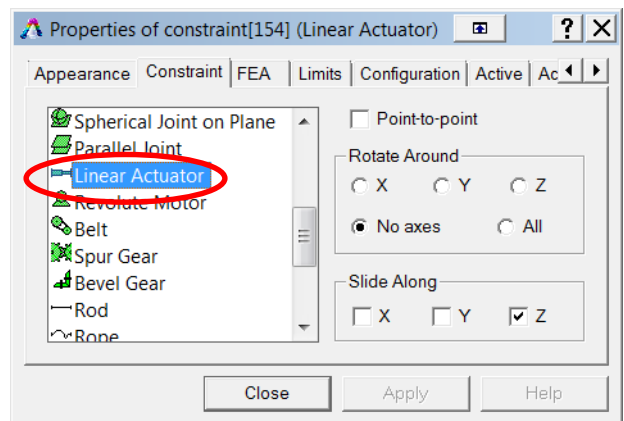 Properties of constraint[154] (Linear Actuator) ? X
Appearance Constraint FEA Limits Configuration Active Ac
Spherical Joint on Plane
Parallel Joint
Linear Actuator
Revolute Motor
Belt
Spur Gear
Bevel Gear
Rod
Rope
Point-to-point
Rotate Around
X Y Z
No axes All
Slide Along
X Y Z
Close Apply Help